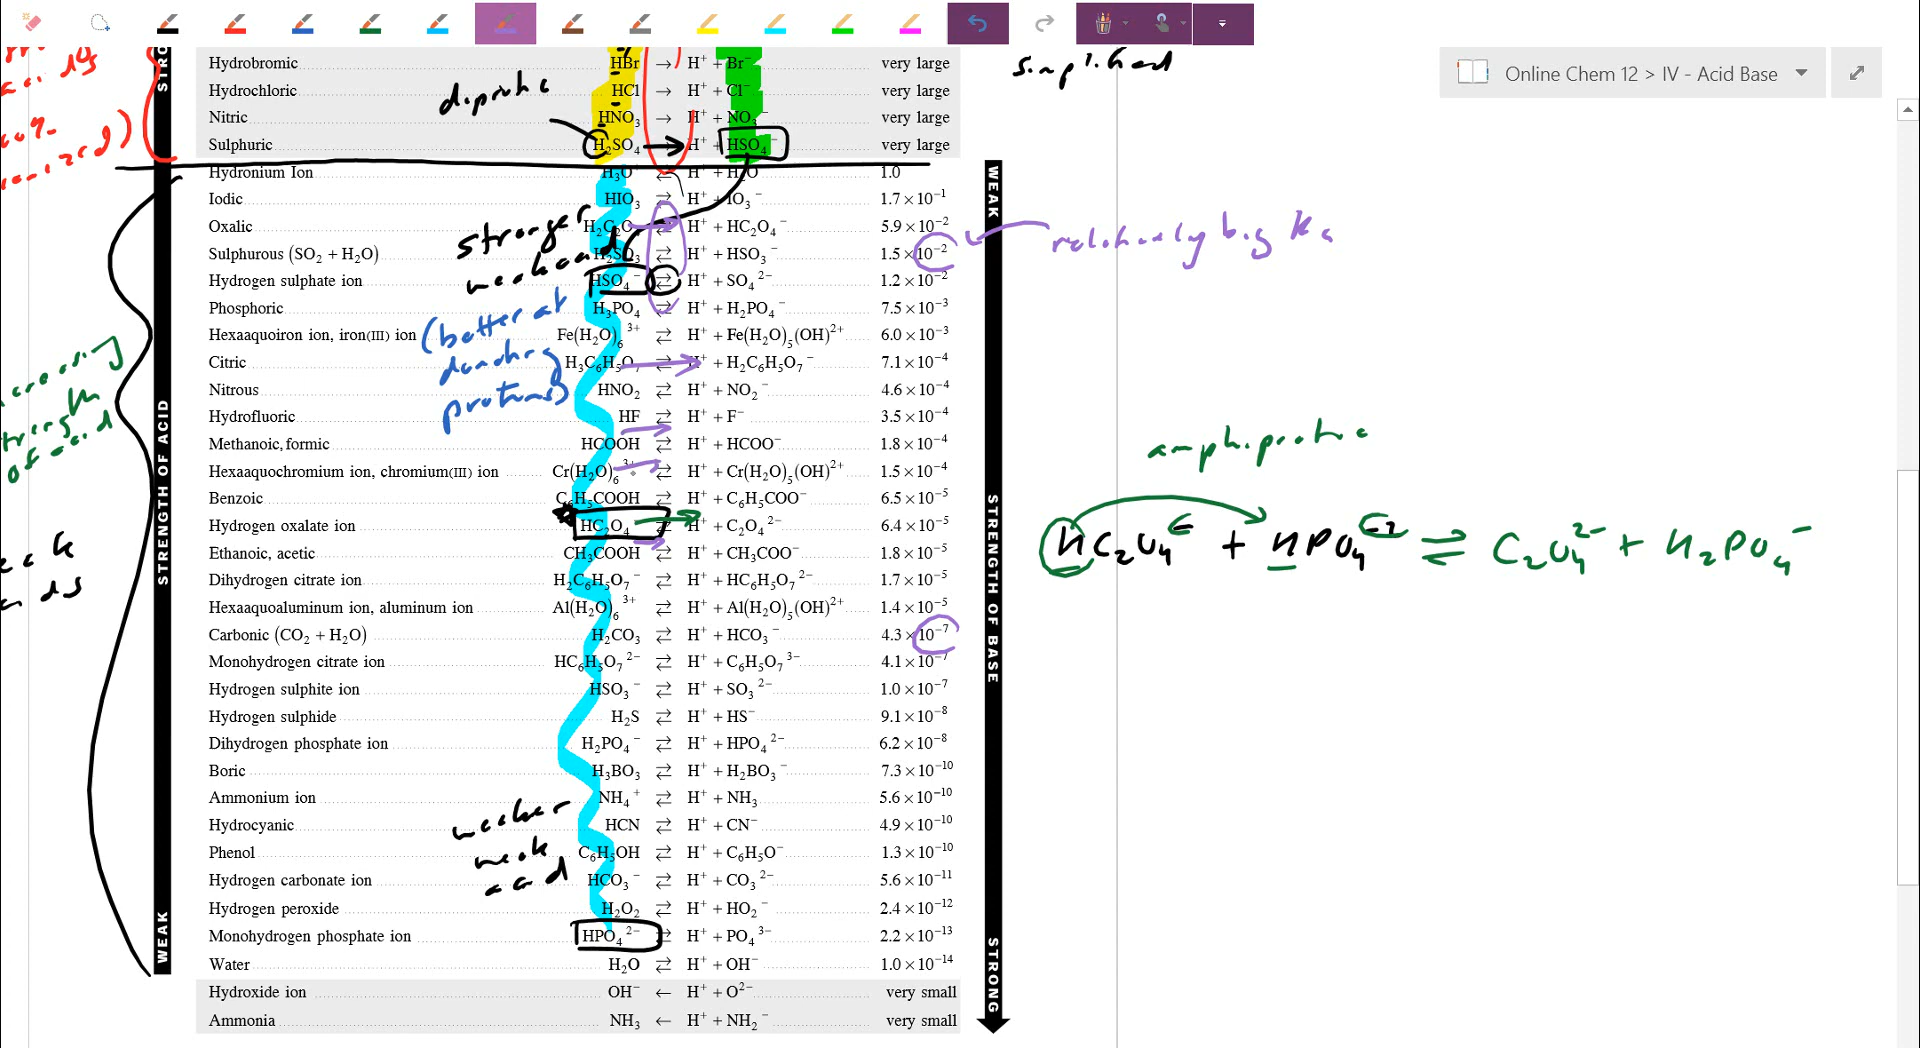 Online Chem 12 > IV - Acid Base
simplified
STRO
Hydrobromic HBr → H⁺ + Br⁻ very large
Hydrochloric HCl → H⁺ + Cl⁻ very large
Nitric HNO₃ → H⁺ + NO₃⁻ very large
Sulphuric H₂SO₄ → H⁺ + HSO₄⁻ very large
diprotic
Hydronium Ion H₃O⁺ ⇄ H⁺ + H₂O 1.0
Iodic HIO₃ ⇄ H⁺ + IO₃⁻ 1.7 × 10⁻¹
Oxalic H₂C₂O ⇄ H⁺ + HC₂O₄⁻ 5.9 × 10⁻²
Sulphurous (SO₂ + H₂O) H₂SO₃ ⇄ H⁺ + HSO₃⁻ 1.5 × 10⁻²
Hydrogen sulphate ion HSO₄⁻ ⇄ H⁺ + SO₄²⁻ 1.2 × 10⁻²
Phosphoric H₃PO₄ ⇄ H⁺ + H₂PO₄⁻ 7.5 × 10⁻³
Hexaaquoiron ion, iron(III) ion Fe(H₂O)₆³⁺ ⇄ H⁺ + Fe(H₂O)₅(OH)²⁺ 6.0 × 10⁻³
Citric H₃C₆H₅O₇ ⇄ H⁺ + H₂C₆H₅O₇⁻ 7.1 × 10⁻⁴
Nitrous HNO₂ ⇄ H⁺ + NO₂⁻ 4.6 × 10⁻⁴
Hydrofluoric HF ⇄ H⁺ + F⁻ 3.5 × 10⁻⁴
Methanoic, formic HCOOH ⇄ H⁺ + HCOO⁻ 1.8 × 10⁻⁴
Hexaaquochromium ion, chromium(III) ion Cr(H₂O)₆³⁺ ⇄ H⁺ + Cr(H₂O)₅(OH)²⁺ 1.5 × 10⁻⁴
Benzoic C₆H₅COOH ⇄ H⁺ + C₆H₅COO⁻ 6.5 × 10⁻⁵
Hydrogen oxalate ion HC₂O₄⁻ ⇄ H⁺ + C₂O₄²⁻ 6.4 × 10⁻⁵
Ethanoic, acetic CH₃COOH ⇄ H⁺ + CH₃COO⁻ 1.8 × 10⁻⁵
Dihydrogen citrate ion H₂C₆H₅O₇⁻ ⇄ H⁺ + HC₆H₅O₇²⁻ 1.7 × 10⁻⁵
Hexaaquoaluminum ion, aluminum ion Al(H₂O)₆³⁺ ⇄ H⁺ + Al(H₂O)₅(OH)²⁺ 1.4 × 10⁻⁵
Carbonic (CO₂ + H₂O) H₂CO₃ ⇄ H⁺ + HCO₃⁻ 4.3 × 10⁻⁷
Monohydrogen citrate ion HC₆H₅O₇²⁻ ⇄ H⁺ + C₆H₅O₇³⁻ 4.1 × 10⁻⁷
Hydrogen sulphite ion HSO₃⁻ ⇄ H⁺ + SO₃²⁻ 1.0 × 10⁻⁷
Hydrogen sulphide H₂S ⇄ H⁺ + HS⁻ 9.1 × 10⁻⁸
Dihydrogen phosphate ion H₂PO₄⁻ ⇄ H⁺ + HPO₄²⁻ 6.2 × 10⁻⁸
Boric H₃BO₃ ⇄ H⁺ + H₂BO₃⁻ 7.3 × 10⁻¹⁰
Ammonium ion NH₄⁺ ⇄ H⁺ + NH₃ 5.6 × 10⁻¹⁰
Hydrocyanic HCN ⇄ H⁺ + CN⁻ 4.9 × 10⁻¹⁰
Phenol C₆H₅OH ⇄ H⁺ + C₆H₅O⁻ 1.3 × 10⁻¹⁰
Hydrogen carbonate ion HCO₃⁻ ⇄ H⁺ + CO₃²⁻ 5.6 × 10⁻¹¹
Hydrogen peroxide H₂O₂ ⇄ H⁺ + HO₂⁻ 2.4 × 10⁻¹²
Monohydrogen phosphate ion HPO₄²⁻ ⇄ H⁺ + PO₄³⁻ 2.2 × 10⁻¹³
Water H₂O ⇄ H⁺ + OH⁻ 1.0 × 10⁻¹⁴
Hydroxide ion OH⁻ ← H⁺ + O²⁻ very small
Ammonia NH₃ ← H⁺ + NH₂⁻ very small
STRENGTH OF ACID
WEAK
WEAK
STRENGTH OF BASE
STRONG
stronger
weak acid
(better at
donating
protons)
weaker
weak
acid
of acid
relatively big Ka
amphiprotic
HC₂O₄⁻ + HPO₄⁻² ⇌ C₂O₄²⁻ + H₂PO₄⁻